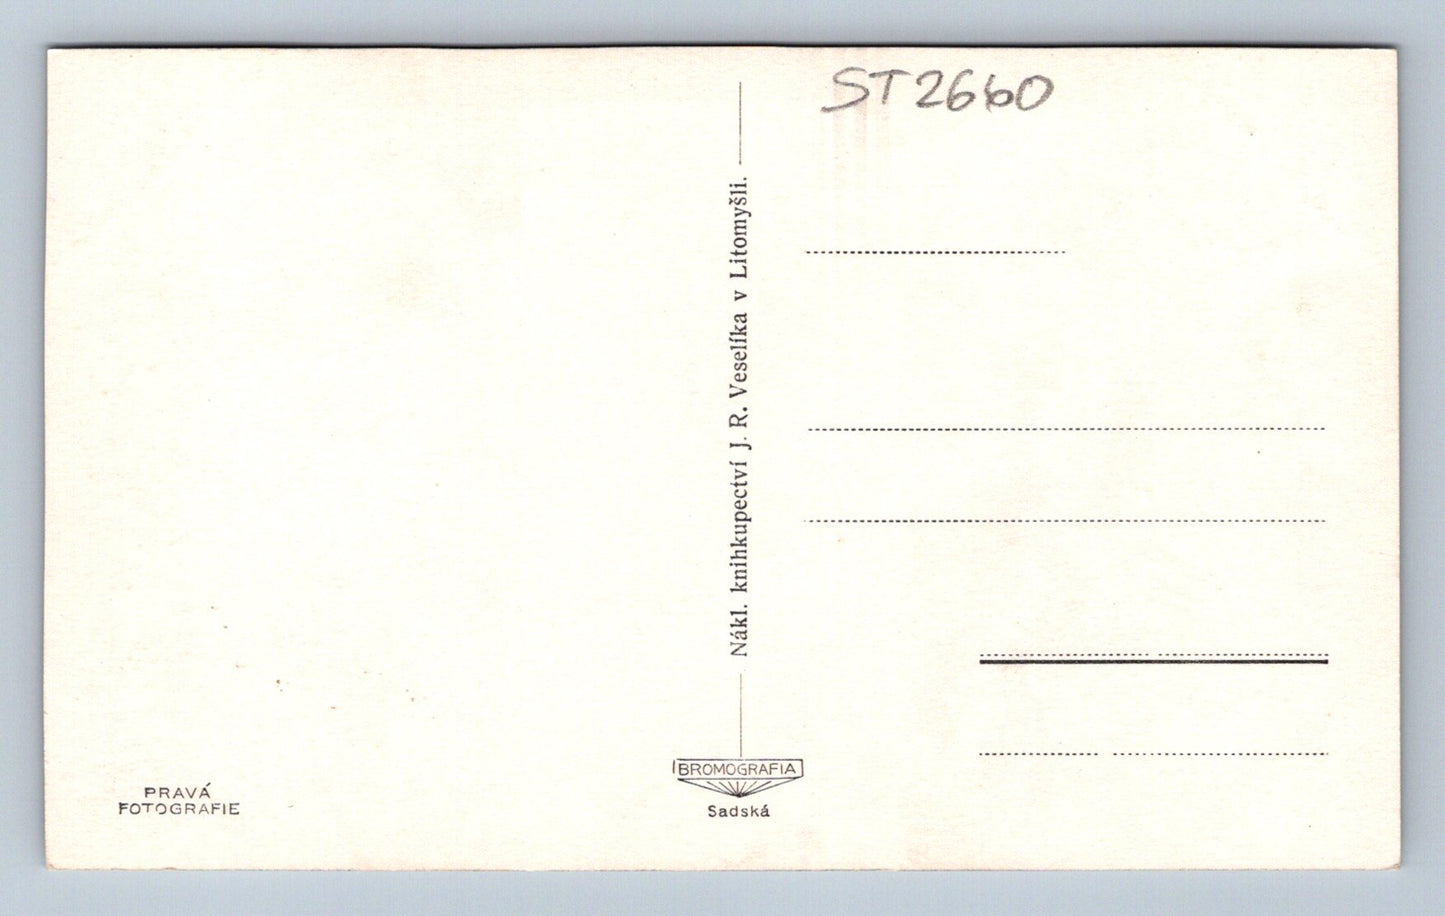 ST2660
Nákl. knihkupectví J. R. Veselíka v Litomyšli.
PRAVÁ
FOTOGRAFIE
BROMOGRAFIA
Sadská